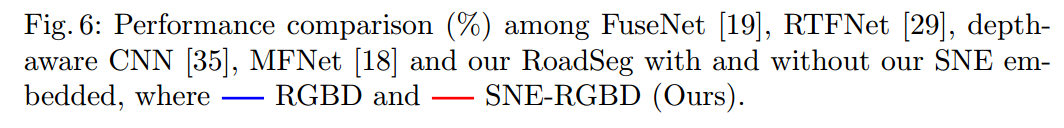 Fig. 6: Performance comparison (%) among FuseNet [19], RTFNet [29], depth-
aware CNN [35], MFNet [18] and our RoadSeg with and without our SNE em-
bedded, where RGBD and SNE-RGBD (Ours).